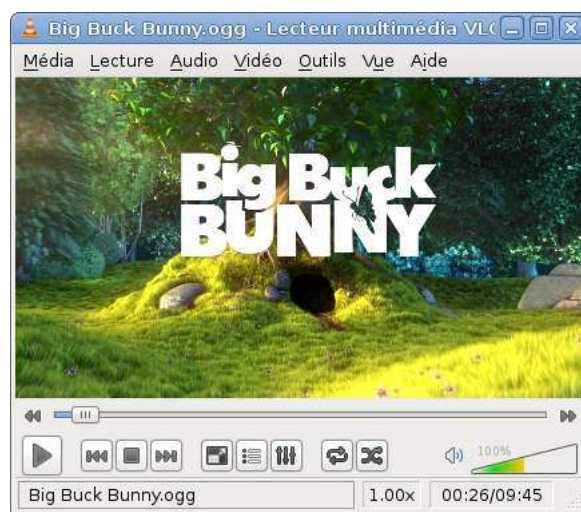 Big Buck Bunny.ogg - Lecteur multimédia VLC
Média Lecture Audio Vidéo Outils Vue Aide
Big Buck
BUNNY
100%
Big Buck Bunny.ogg 1.00x 00:26/09:45